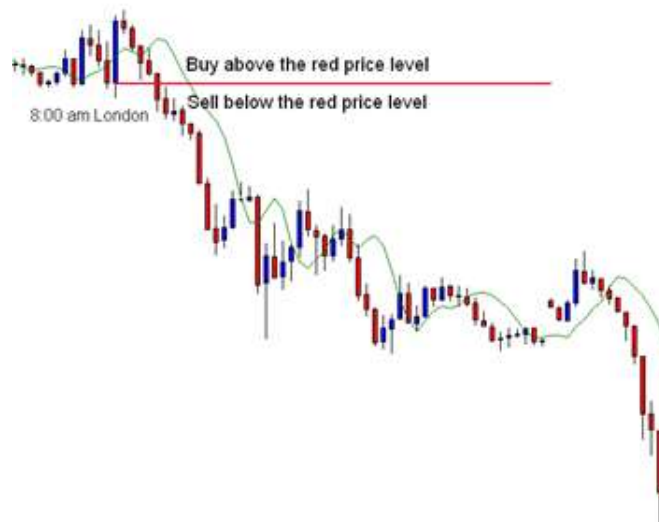 Buy above the red price level
Sell below the red price level
8:00 am London